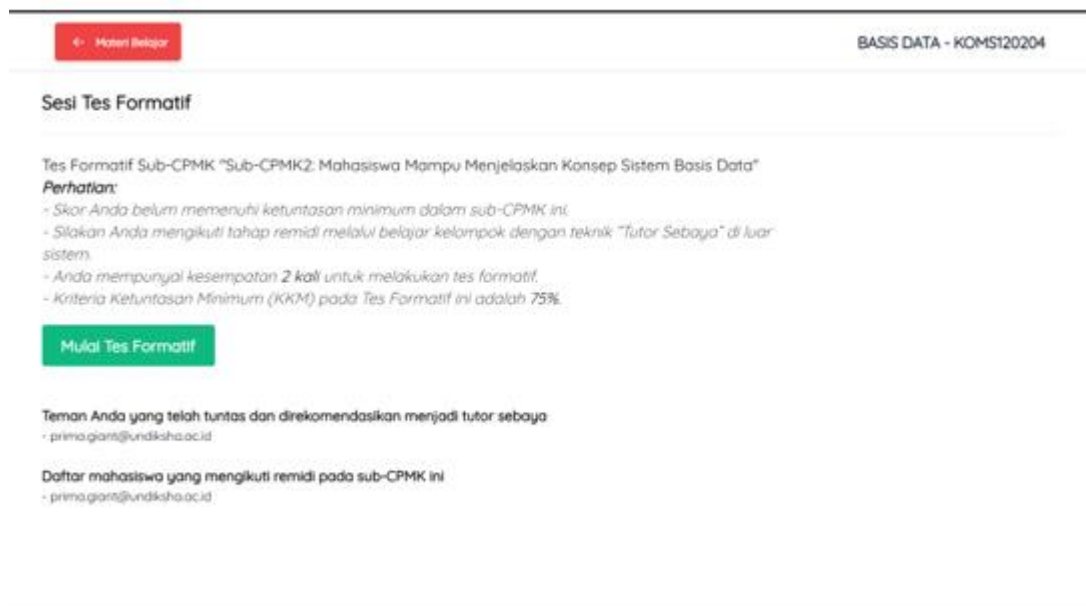 ← Materi Belajar
BASIS DATA - KOMS120204
Sesi Tes Formatif
Tes Formatif Sub-CPMK "Sub-CPMK2: Mahasiswa Mampu Menjelaskan Konsep Sistem Basis Data"
Perhatian:
- Skor Anda belum memenuhi ketuntasan minimum dalam sub-CPMK ini.
- Silakan Anda mengikuti tahap remidi melalui belajar kelompok dengan teknik "Tutor Sebaya" di luar
sistem.
- Anda mempunyai kesempatan 2 kali untuk melakukan tes formatif.
- Kriteria Ketuntasan Minimum (KKM) pada Tes Formatif ini adalah 75%.
Mulai Tes Formatif
Teman Anda yang telah tuntas dan direkomendasikan menjadi tutor sebaya
- prima.giant@undiksha.ac.id
Daftar mahasiswa yang mengikuti remidi pada sub-CPMK ini
- prima.giant@undiksha.ac.id